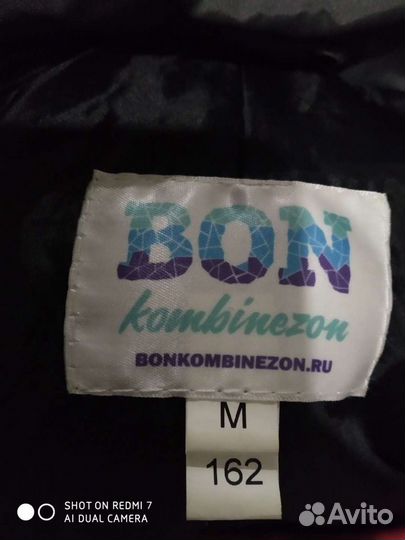 BON
kombinezon
BONKOMBINEZON.RU
M
162
SHOT ON REDMI 7
AI DUAL CAMERA
Avito